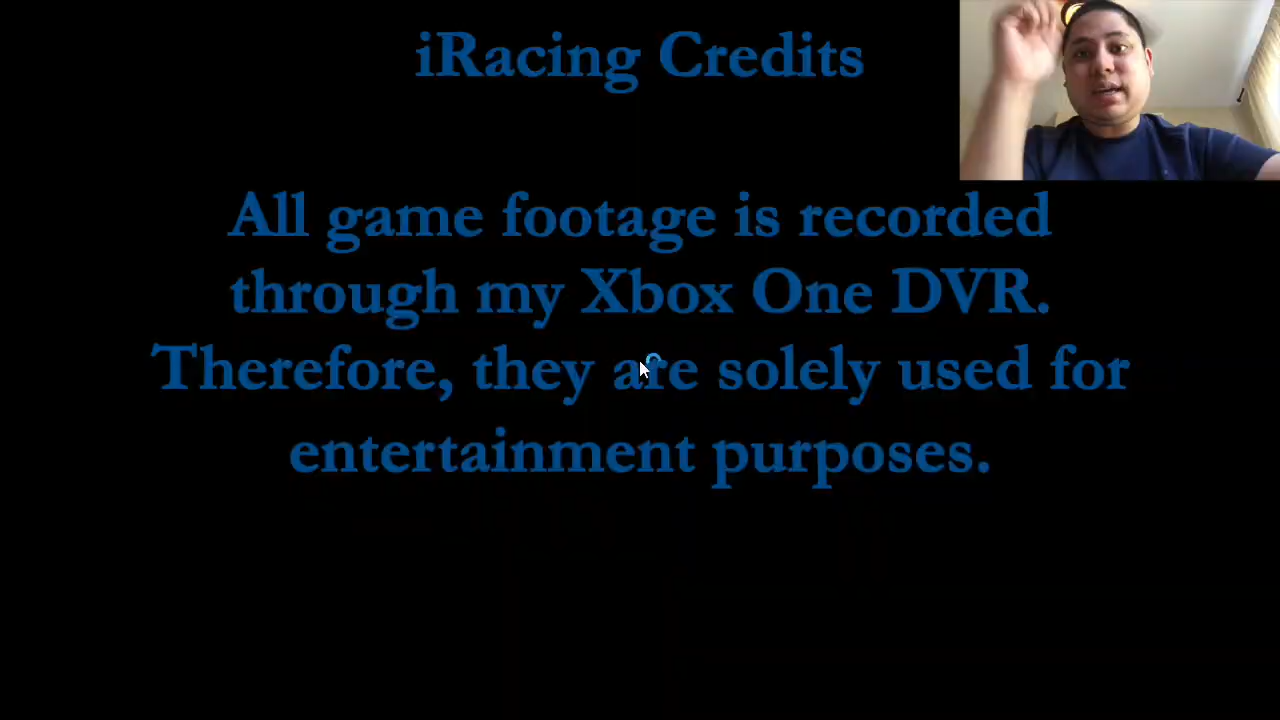 iRacing Credits
All game footage is recorded
through my Xbox One DVR.
Therefore, they are solely used for
entertainment purposes.